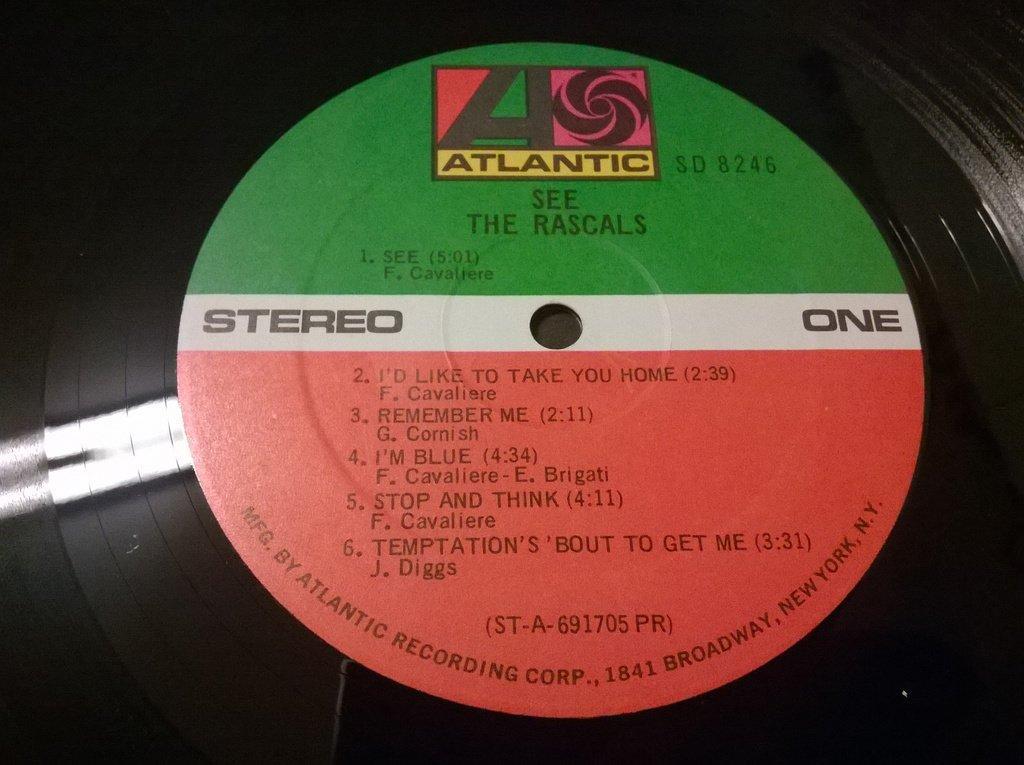 ATLANTIC
SD 8246
SEE
THE RASCALS
1. SEE (5:01)
F. Cavaliere
STEREO
ONE
2. I'D LIKE TO TAKE YOU HOME (2:39)
F. Cavaliere
3. REMEMBER ME (2:11)
G. Cornish
4. I'M BLUE (4:34)
F. Cavaliere-E. Brigati
5. STOP AND THINK (4:11)
F. Cavaliere
6. TEMPTATION'S 'BOUT TO GET ME (3:31)
J. Diggs
(ST-A-691705 PR)
MFG. BY ATLANTIC RECORDING CORP., 1841 BROADWAY, NEW YORK, N.Y.